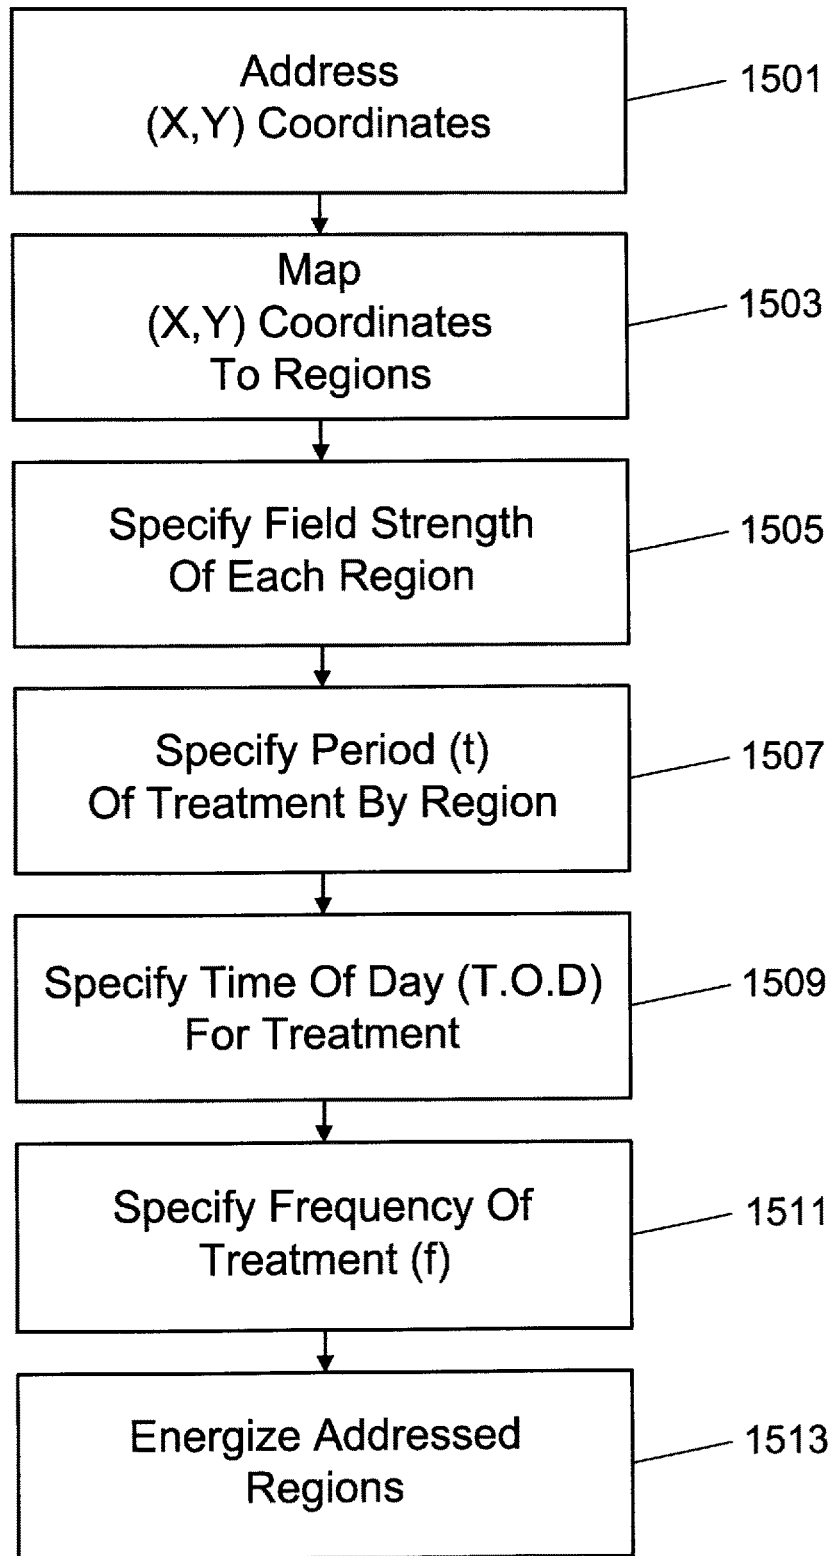 Address
(X,Y) Coordinates
1501
Map
(X,Y) Coordinates
To Regions
1503
Specify Field Strength
Of Each Region
1505
Specify Period (t)
Of Treatment By Region
1507
Specify Time Of Day (T.O.D)
For Treatment
1509
Specify Frequency Of
Treatment (f)
1511
Energize Addressed
Regions
1513